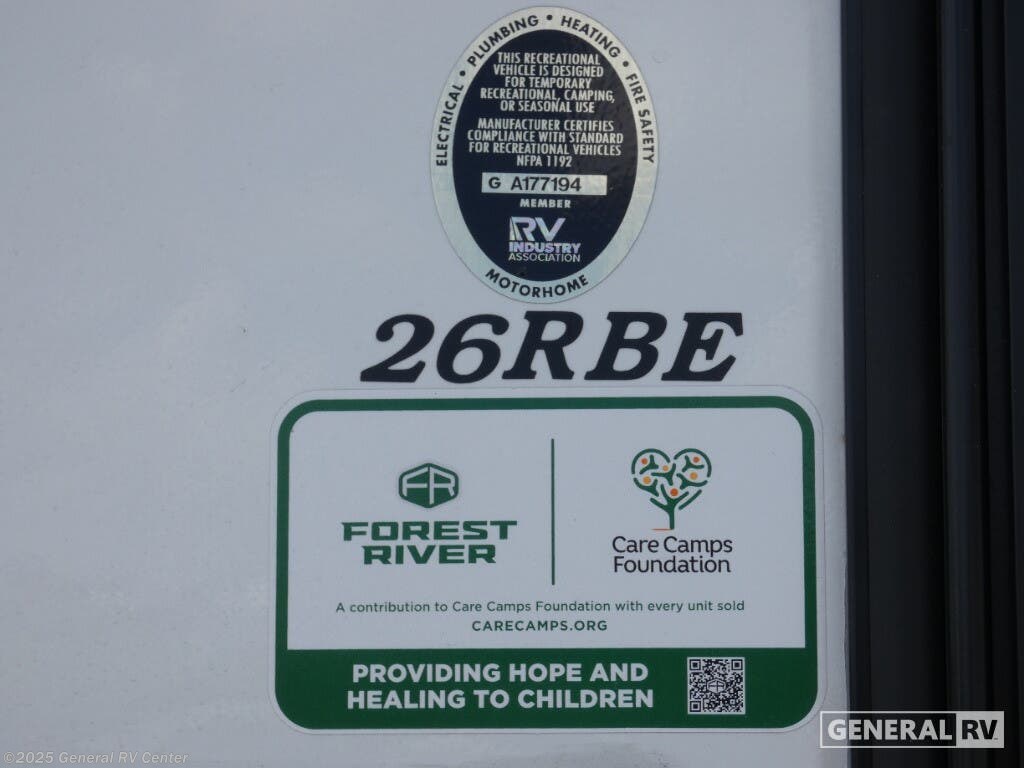 ELECTRICAL • PLUMBING • HEATING • FIRE SAFETY
THIS RECREATIONAL
VEHICLE IS DESIGNED
FOR TEMPORARY
RECREATIONAL, CAMPING,
OR SEASONAL USE
MANUFACTURER CERTIFIES
COMPLIANCE WITH STANDARD
FOR RECREATIONAL VEHICLES
NFPA 1192
G A177194
MEMBER
RV
INDUSTRY
ASSOCIATION
MOTORHOME
26RBE
FR
FOREST
RIVER
Care Camps
Foundation
A contribution to Care Camps Foundation with every unit sold
CARECAMPS.ORG
PROVIDING HOPE AND
HEALING TO CHILDREN
GENERAL RV
©2025 General RV Center